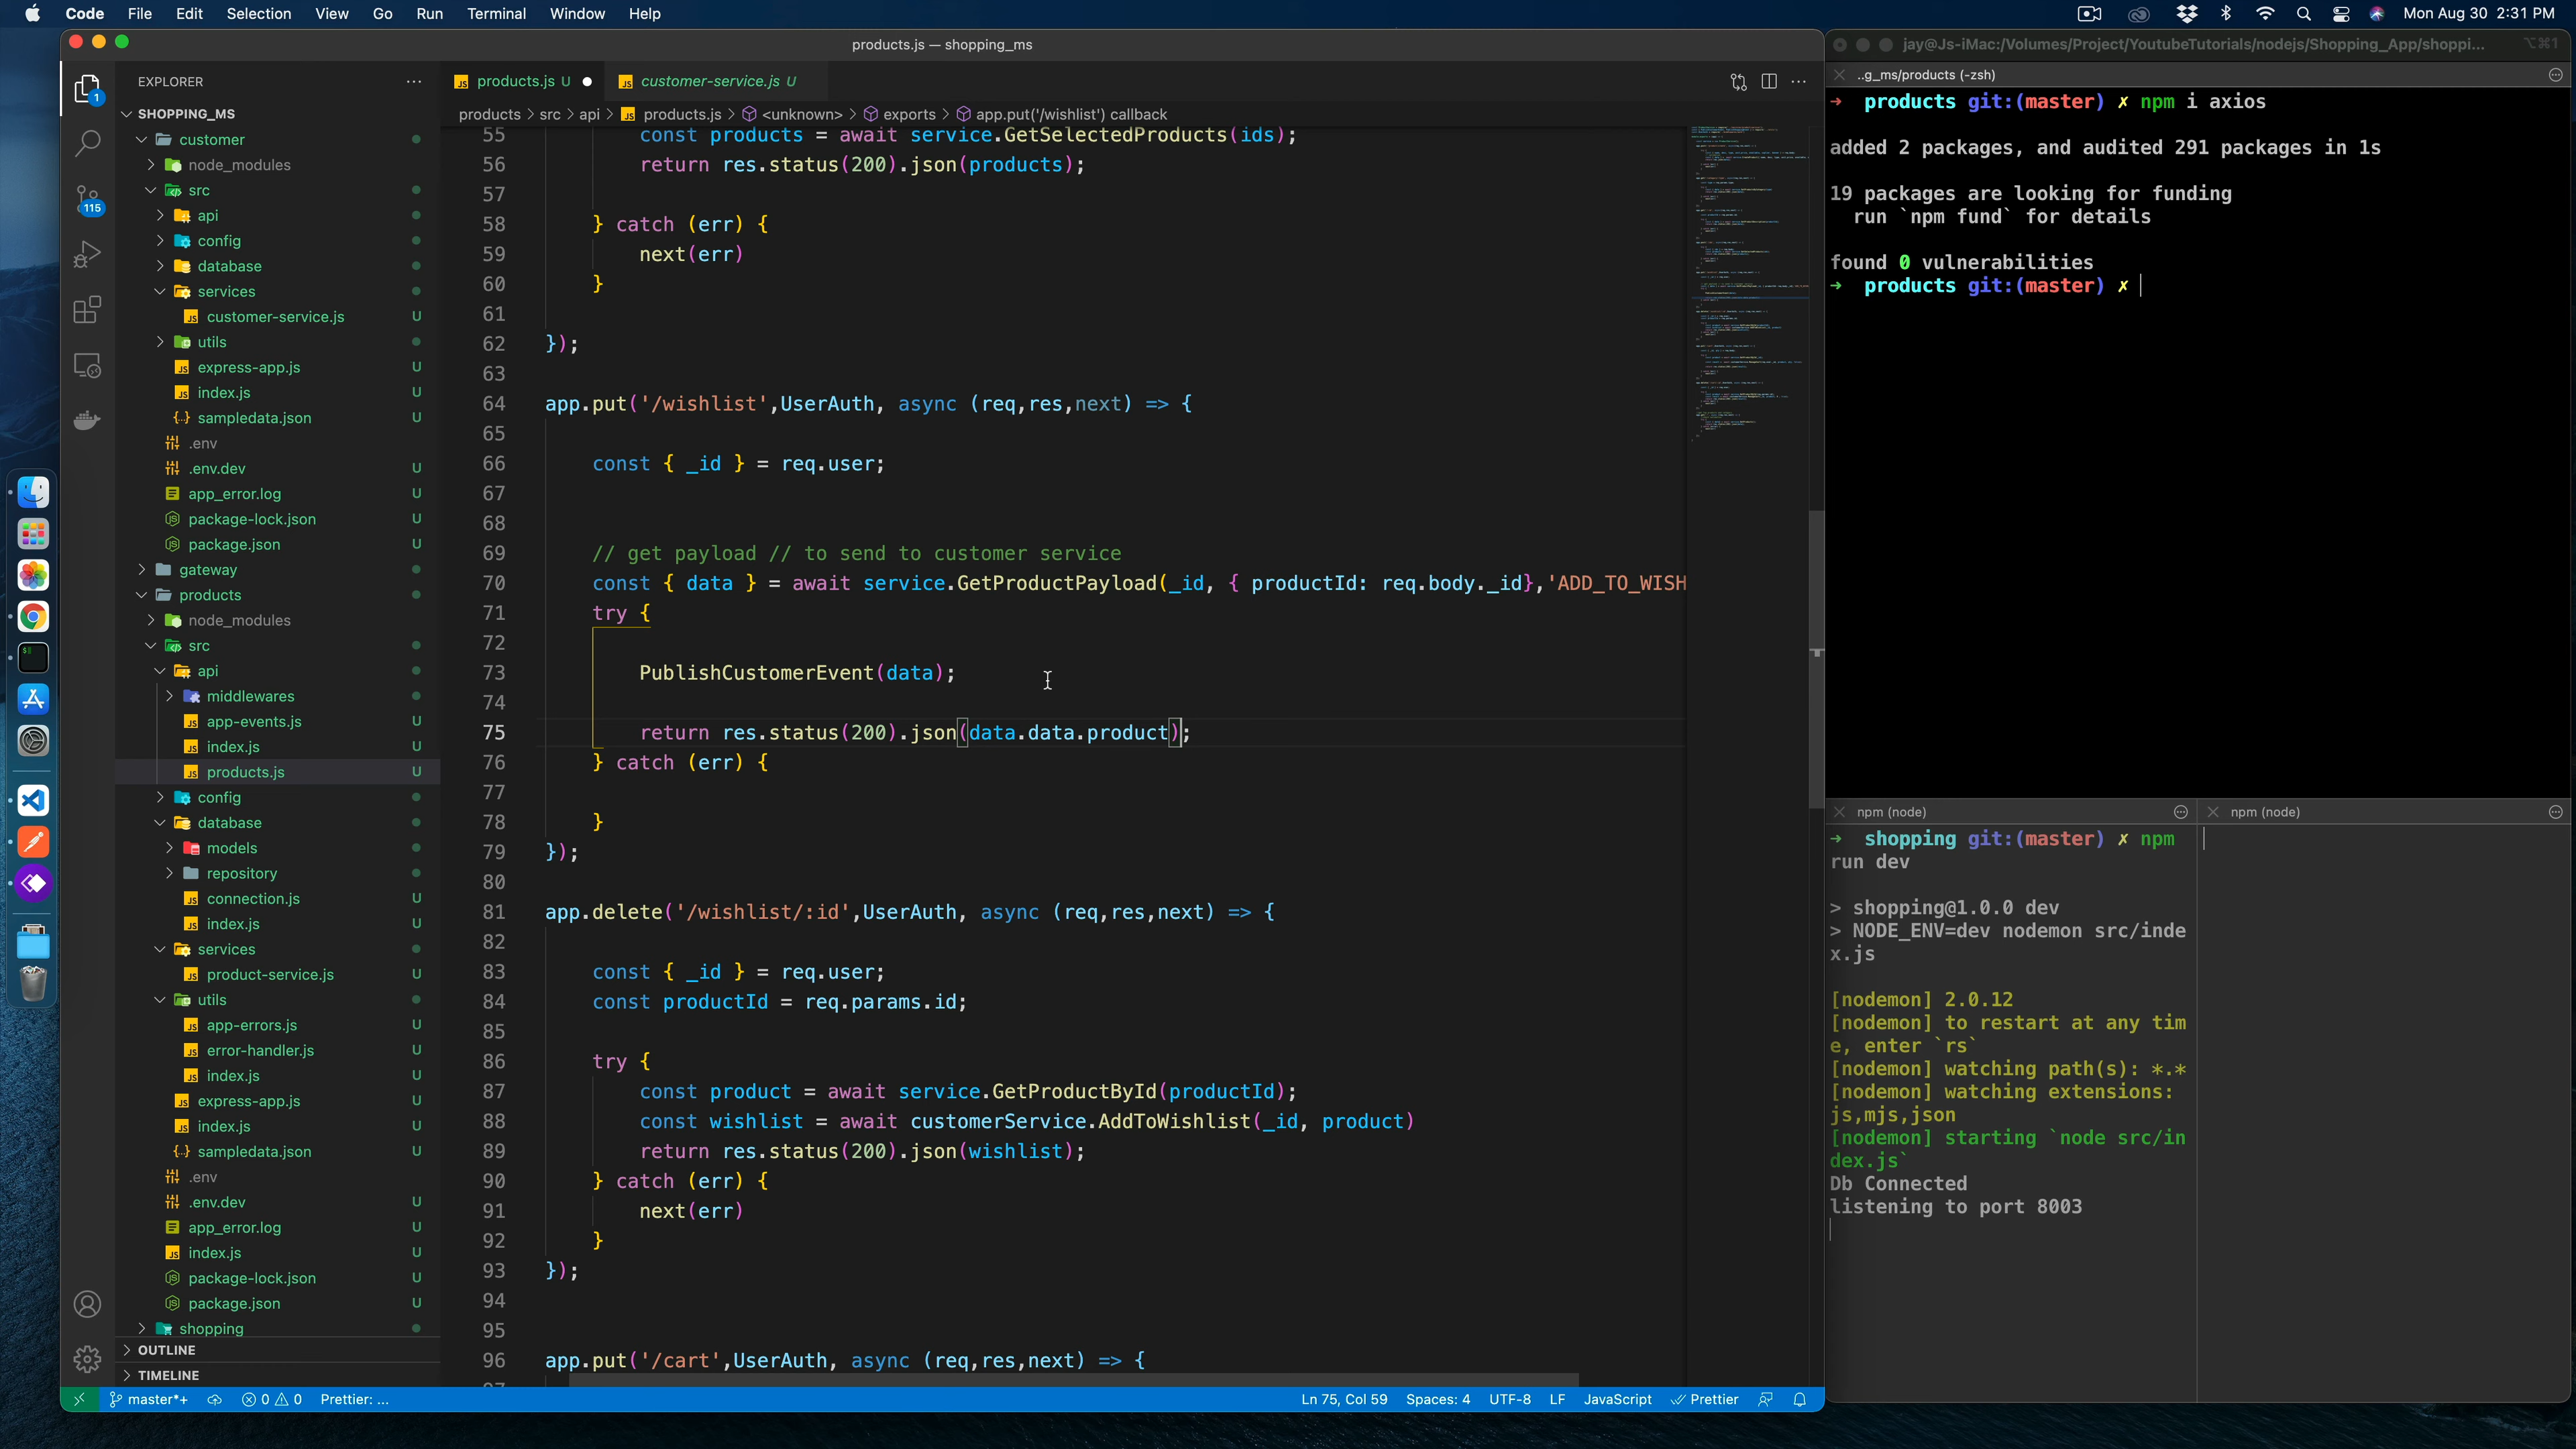 Code File Edit Selection View Go Run Terminal Window Help
Mon Aug 30 2:31 PM
products.js — shopping_ms
EXPLORER
SHOPPING_MS
customer
node_modules
src
api
config
database
services
customer-service.js U
utils
express-app.js U
index.js U
sampledata.json U
.env
.env.dev U
app_error.log U
package-lock.json U
package.json U
gateway
products
node_modules
src
api
middlewares
app-events.js U
index.js U
products.js U
config
database
models
repository
connection.js U
index.js U
services
product-service.js U
utils
app-errors.js U
error-handler.js U
index.js U
express-app.js U
index.js U
sampledata.json U
.env
.env.dev U
app_error.log U
index.js U
package-lock.json U
package.json U
shopping
OUTLINE
TIMELINE
1
115
products.js U
customer-service.js U
products > src > api > products.js > <unknown> > exports > app.put('/wishlist') callback
55 const products = await service.GetSelectedProducts(ids);
56 return res.status(200).json(products);
57
58 } catch (err) {
59 next(err)
60 }
61
62 });
63
64 app.put('/wishlist',UserAuth, async (req,res,next) => {
65
66 const { _id } = req.user;
67
68
69 // get payload // to send to customer service
70 const { data } = await service.GetProductPayload(_id, { productId: req.body._id},'ADD_TO_WISH
71 try {
72
73 PublishCustomerEvent(data);
74
75 return res.status(200).json(data.data.product);
76 } catch (err) {
77
78 }
79 });
80
81 app.delete('/wishlist/:id',UserAuth, async (req,res,next) => {
82
83 const { _id } = req.user;
84 const productId = req.params.id;
85
86 try {
87 const product = await service.GetProductById(productId);
88 const wishlist = await customerService.AddToWishlist(_id, product)
89 return res.status(200).json(wishlist);
90 } catch (err) {
91 next(err)
92 }
93 });
94
95
96 app.put('/cart',UserAuth, async (req,res,next) => {
master*+ 0 0 Prettier: ...
Ln 75, Col 59 Spaces: 4 UTF-8 LF JavaScript Prettier
jay@Js-iMac:/Volumes/Project/YoutubeTutorials/nodejs/Shopping_App/shoppi... ⌥⌘1
..g_ms/products (-zsh)
→ products git:(master) ✗ npm i axios
added 2 packages, and audited 291 packages in 1s
19 packages are looking for funding
run `npm fund` for details
found 0 vulnerabilities
→ products git:(master) ✗
npm (node)
→ shopping git:(master) ✗ npm
run dev
> shopping@1.0.0 dev
> NODE_ENV=dev nodemon src/inde
x.js
[nodemon] 2.0.12
[nodemon] to restart at any tim
e, enter `rs`
[nodemon] watching path(s): *.*
[nodemon] watching extensions:
js,mjs,json
[nodemon] starting `node src/in
dex.js`
Db Connected
listening to port 8003
npm (node)